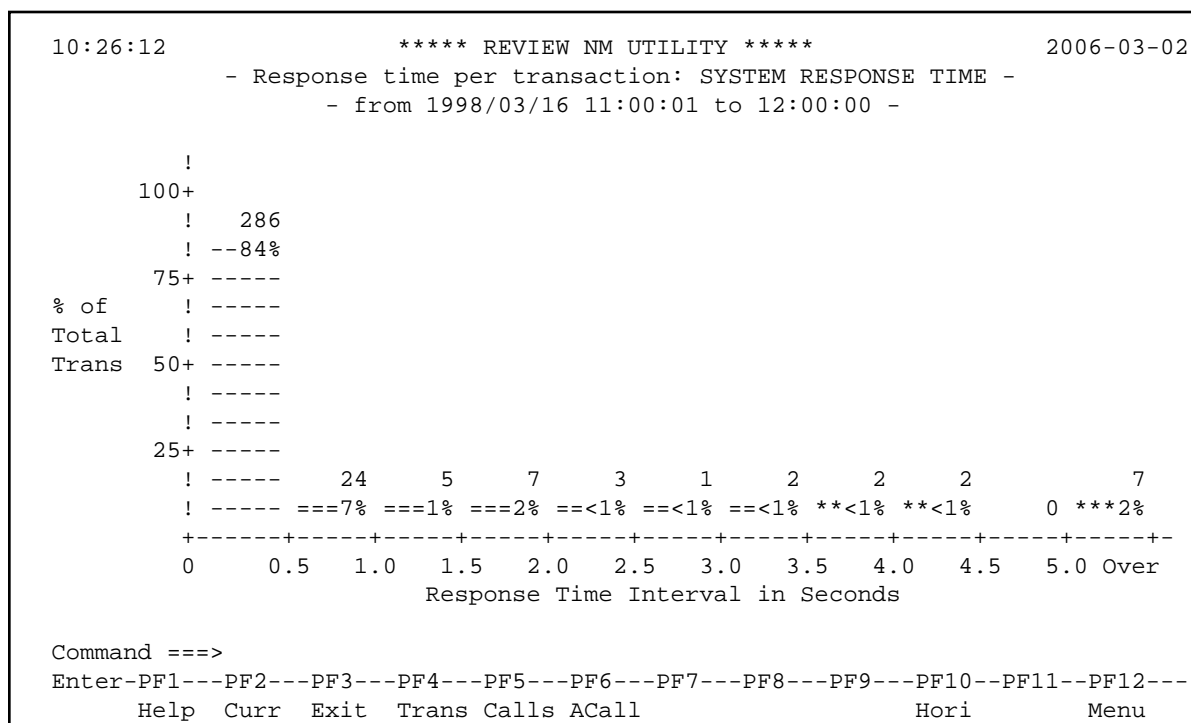 10:26:12                ***** REVIEW NM UTILITY *****                2006-03-02
            - Response time per transaction: SYSTEM RESPONSE TIME -
                   - from 1998/03/16 11:00:01 to 12:00:00 -
         !
      100+
         !   286
         ! --84%
       75+ -----
% of     ! -----
Total    ! -----
Trans  50+ -----
         ! -----
         ! -----
       25+ -----
         ! -----    24     5     7     3     1     2     2     2           7
         ! ----- ===7% ===1% ===2% ==<1% ==<1% ==<1% **<1% **<1%     0 ***2%
         +------+-----+-----+-----+-----+-----+-----+-----+-----+-----+-----+-
         0     0.5   1.0   1.5   2.0   2.5   3.0   3.5   4.0   4.5   5.0 Over
                          Response Time Interval in Seconds
Command ===>
Enter-PF1---PF2---PF3---PF4---PF5---PF6---PF7---PF8---PF9---PF10--PF11--PF12---
      Help  Curr  Exit  Trans Calls ACall                   Hori        Menu